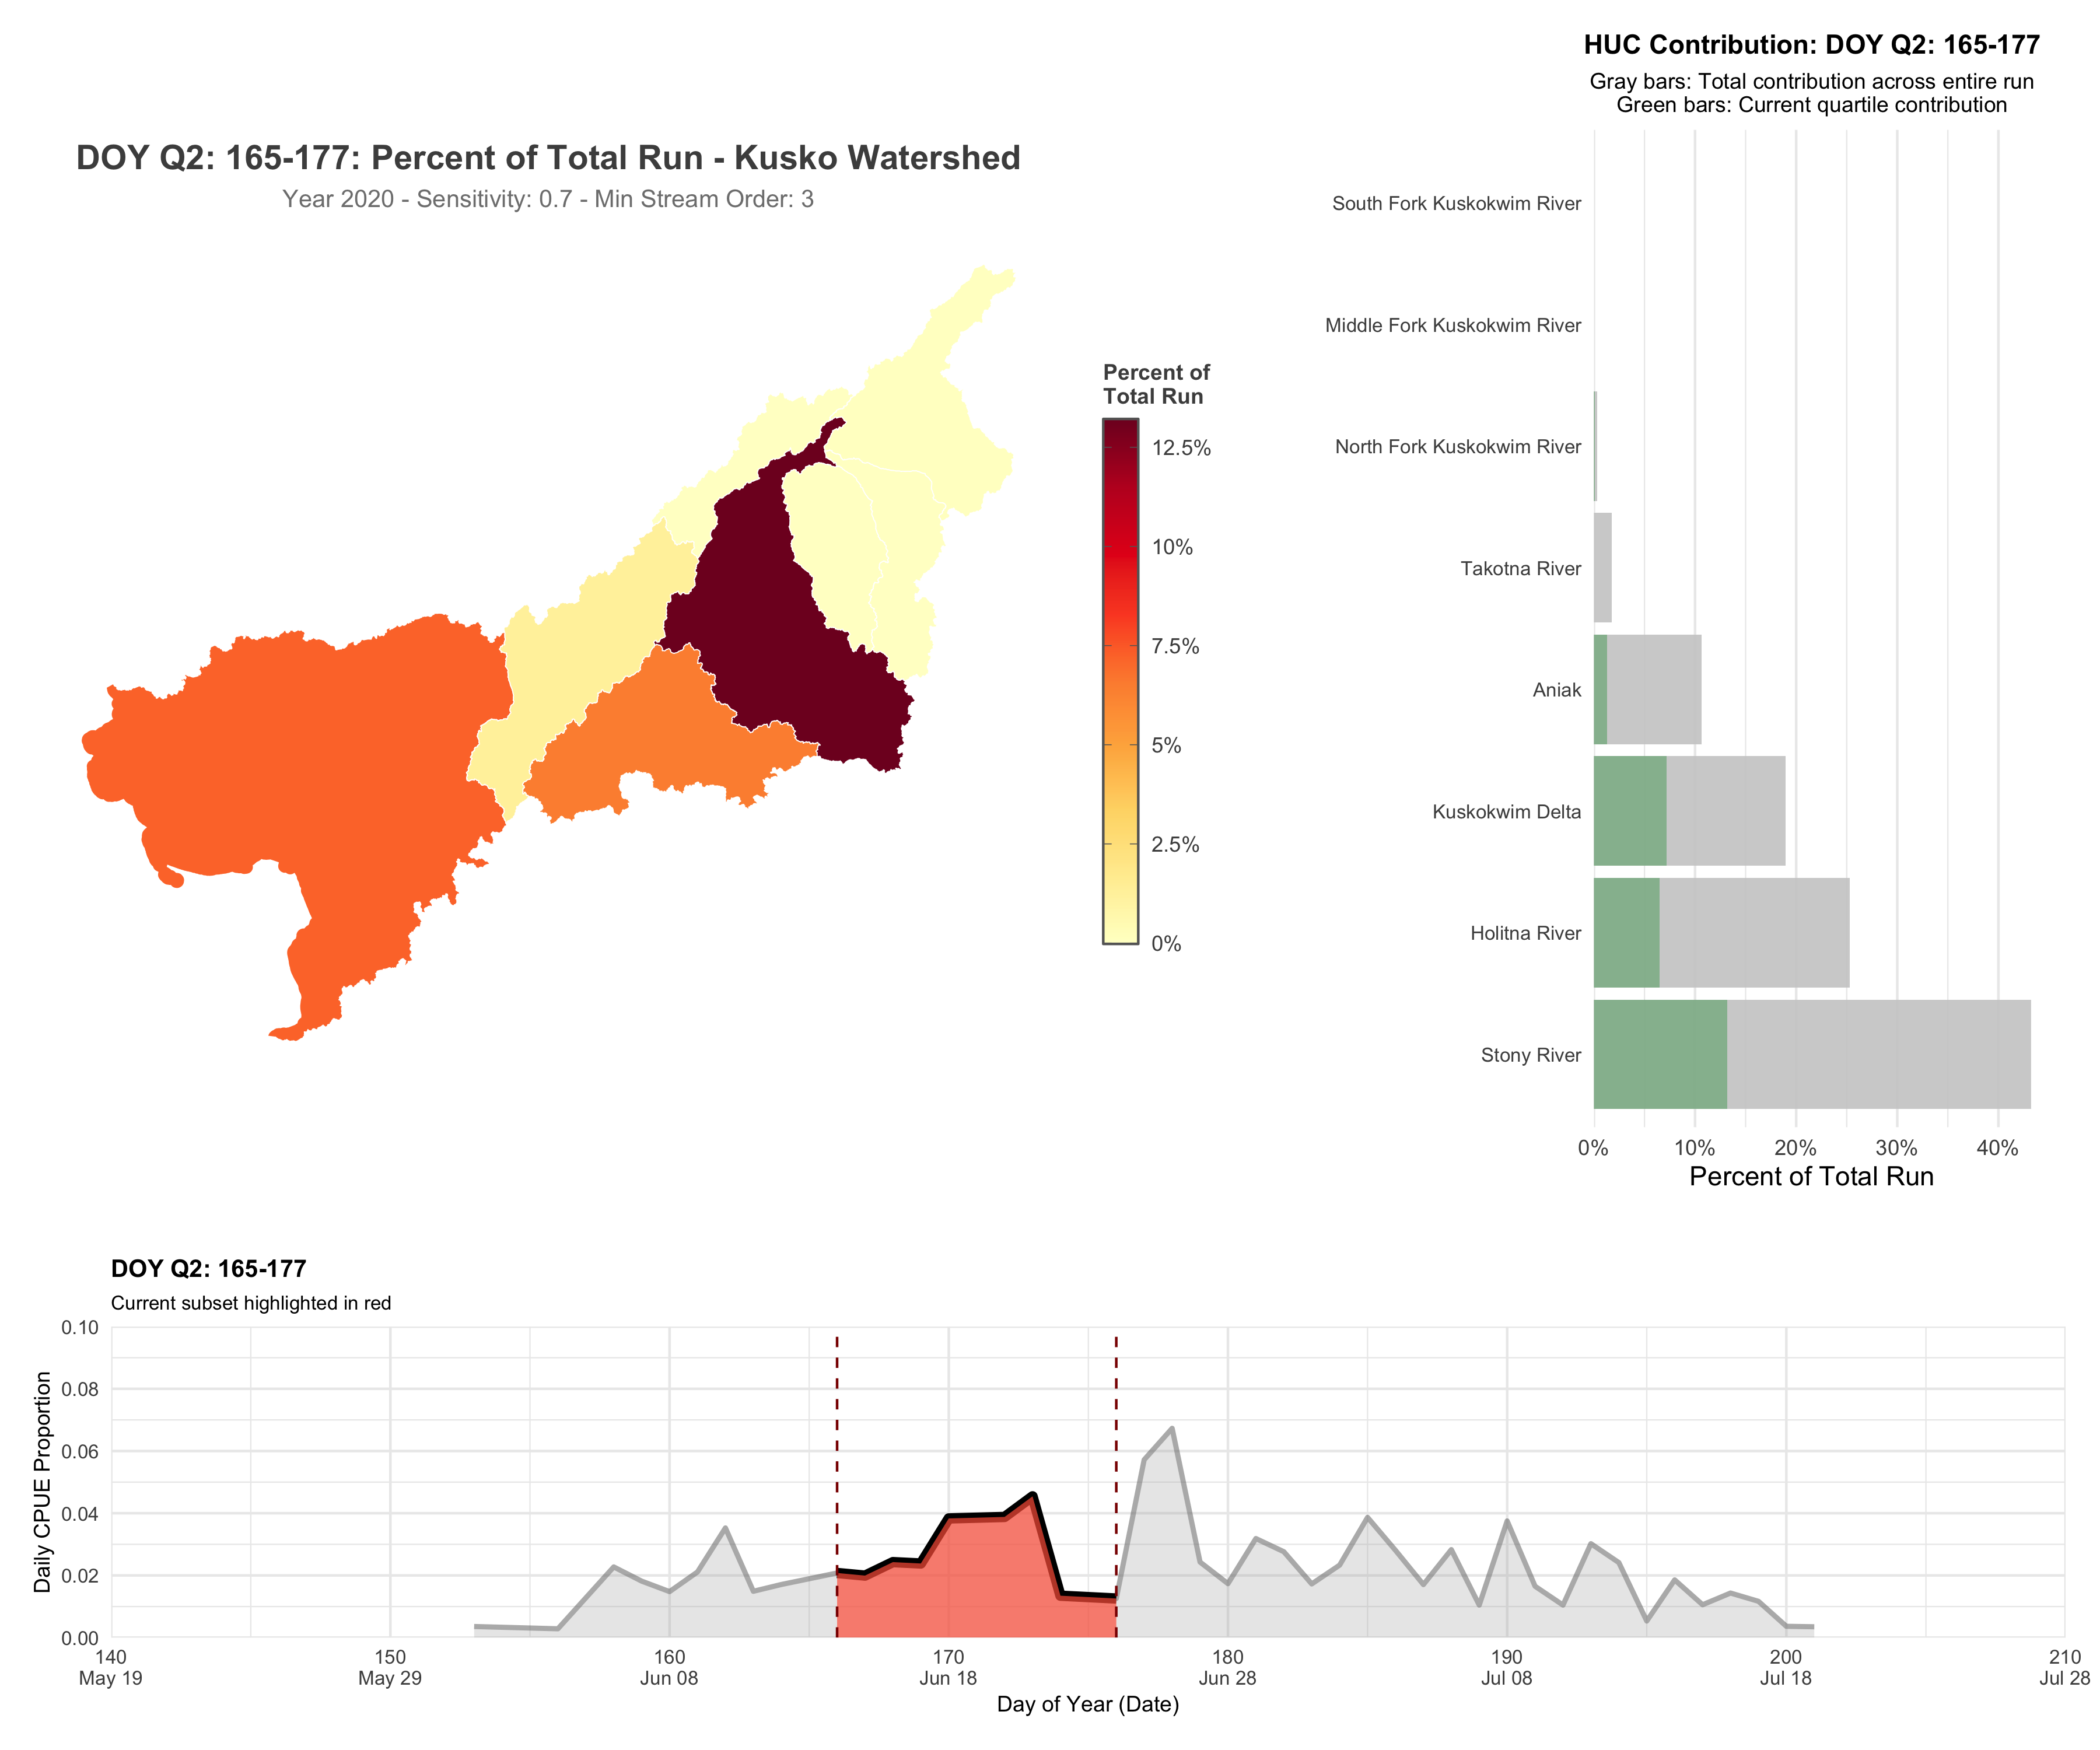 HUC Contribution: DOY Q2: 165-177
Gray bars: Total contribution across entire run
Green bars: Current quartile contribution
DOY Q2: 165-177: Percent of Total Run - Kusko Watershed
Year 2020 - Sensitivity: 0.7 - Min Stream Order: 3
Percent of
Total Run
12.5%
10%
7.5%
5%
2.5%
0%
South Fork Kuskokwim River
Middle Fork Kuskokwim River
North Fork Kuskokwim River
Takotna River
Aniak
Kuskokwim Delta
Holitna River
Stony River
0% 10% 20% 30% 40%
Percent of Total Run
DOY Q2: 165-177
Current subset highlighted in red
Daily CPUE Proportion
0.10
0.08
0.06
0.04
0.02
0.00
140 150 160 170 180 190 200 210
May 19 May 29 Jun 08 Jun 18 Jun 28 Jul 08 Jul 18 Jul 28
Day of Year (Date)